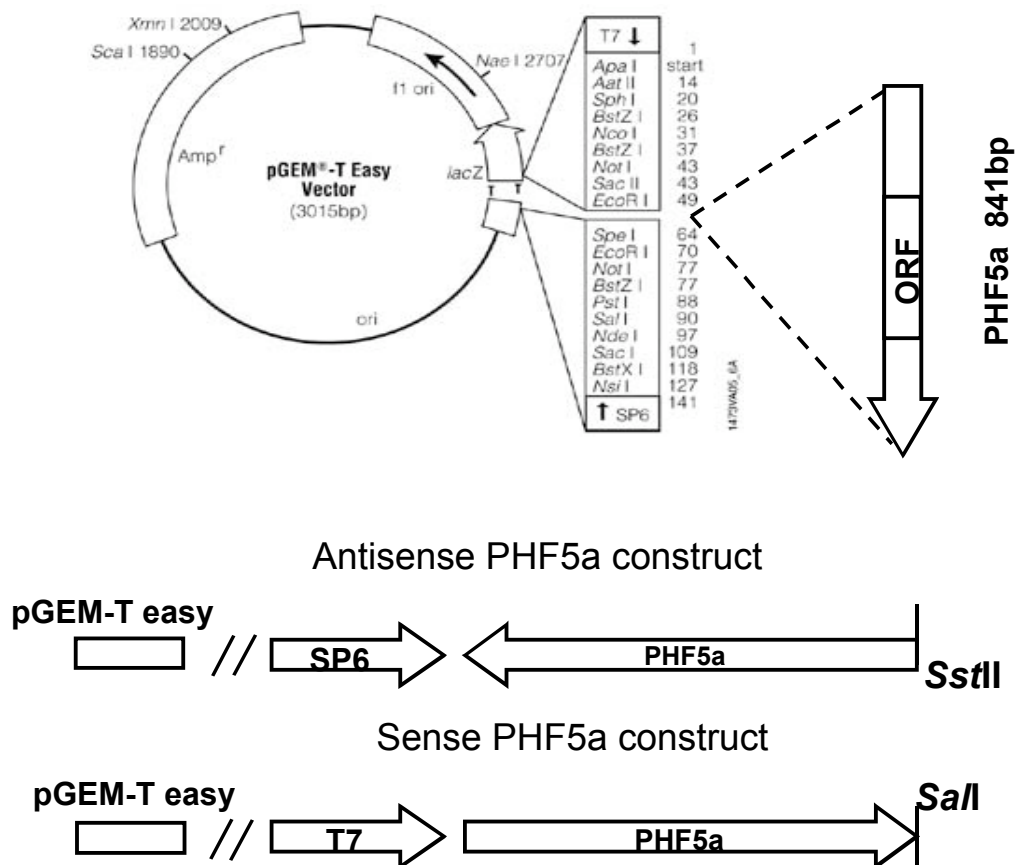 Xmn I 2009
Sca I 1890
Nae I 2707
f1 ori
Amp r
pGEM®-T Easy
Vector
(3015bp)
lacZ
T T
ori
T7 ↓
1
start
Apa I
Aat II 14
Sph I 20
BstZ I 26
Nco I 31
BstZ I 37
Not I 43
Sac II 43
EcoR I 49
Spe I 64
EcoR I 70
Not I 77
BstZ I 77
Pst I 88
Sal I 90
Nde I 97
Sac I 109
BstX I 118
Nsi I 127
141
↑ SP6
1473VA05_6A
ORF
PHF5a 841bp
Antisense PHF5a construct
pGEM-T easy
//
SP6
PHF5a
SstII
Sense PHF5a construct
pGEM-T easy
//
T7
PHF5a
SalI